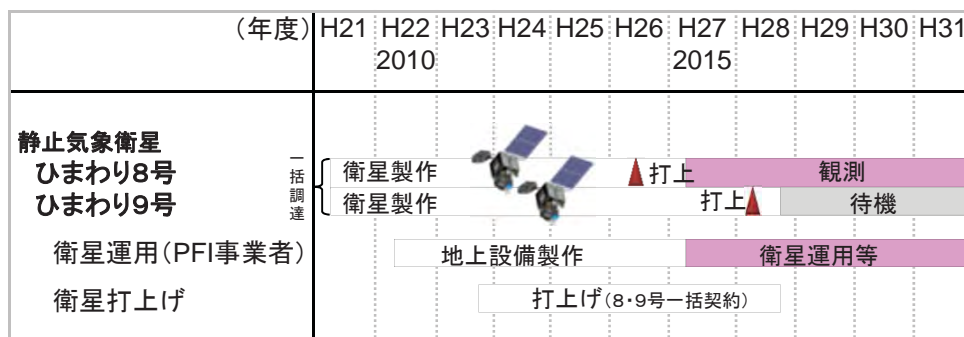 (年度) H21 H22 H23 H24 H25 H26 H27 H28 H29 H30 H31
2010 2015
静止気象衛星
ひまわり8号 衛星製作 打上 観測
ひまわり9号 衛星製作 打上 待機
一括調達
衛星運用(PFI事業者) 地上設備製作 衛星運用等
衛星打上げ 打上げ(8・9号一括契約)